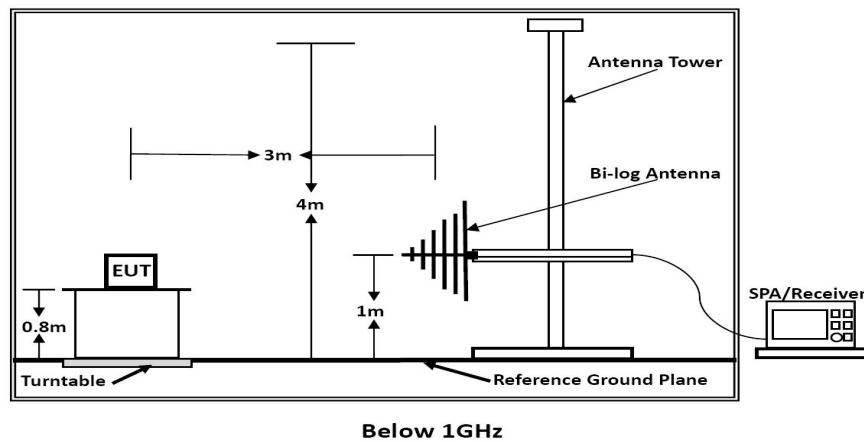 Antenna Tower
3m
Bi-log Antenna
4m
EUT
SPA/Receiver
0.8m
1m
Turntable
Reference Ground Plane
Below 1GHz